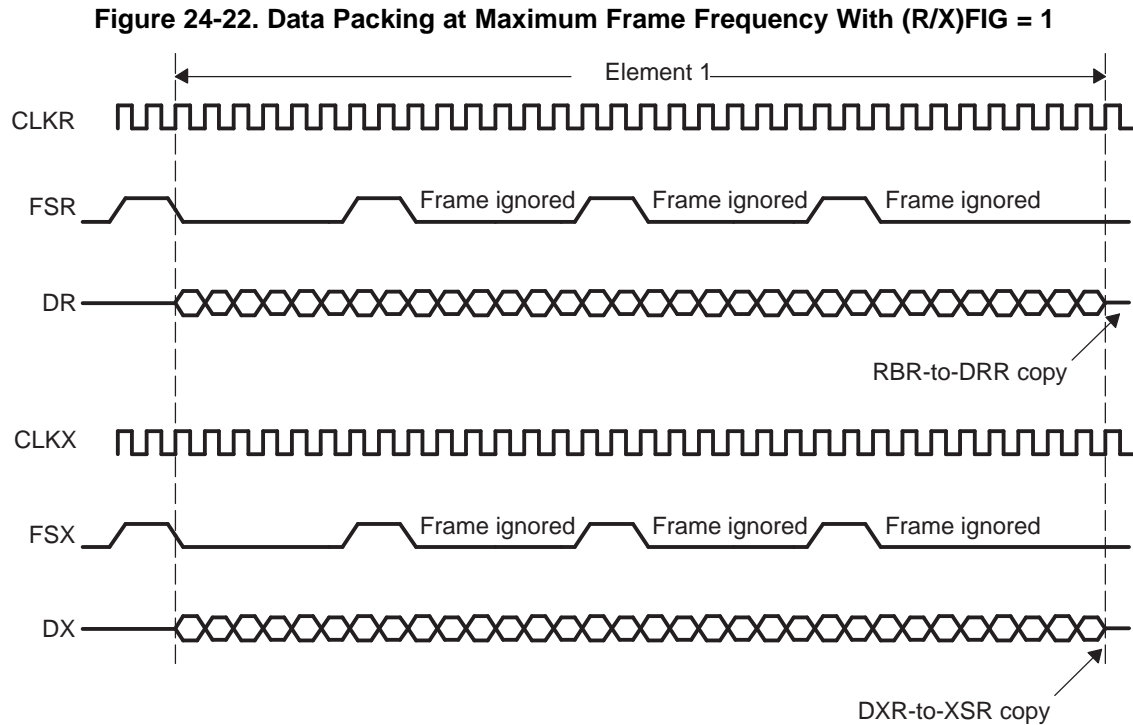 Figure 24-22. Data Packing at Maximum Frame Frequency With (R/X)FIG = 1
Element 1
CLKR
FSR
Frame ignored
Frame ignored
Frame ignored
DR
RBR-to-DRR copy
CLKX
FSX
Frame ignored
Frame ignored
Frame ignored
DX
DXR-to-XSR copy